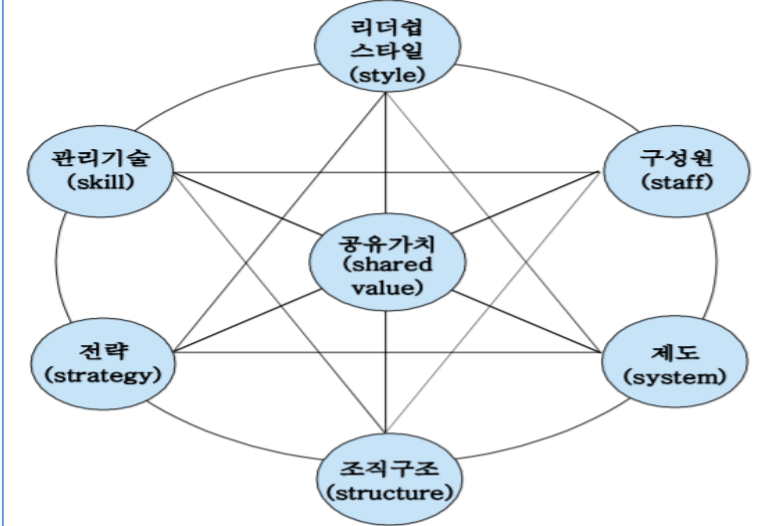 리더쉽
스타일
(style)
관리기술
(skill)
구성원
(staff)
공유가치
(shared
value)
전략
(strategy)
제도
(system)
조직구조
(structure)